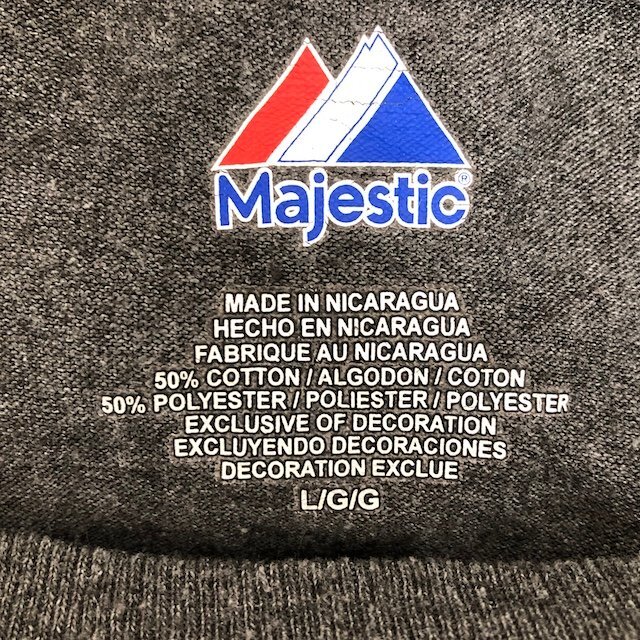 Majestic®
MADE IN NICARAGUA
HECHO EN NICARAGUA
FABRIQUE AU NICARAGUA
50% COTTON / ALGODON / COTON
50% POLYESTER / POLIESTER / POLYESTER
EXCLUSIVE OF DECORATION
EXCLUYENDO DECORACIONES
DECORATION EXCLUE
L/G/G